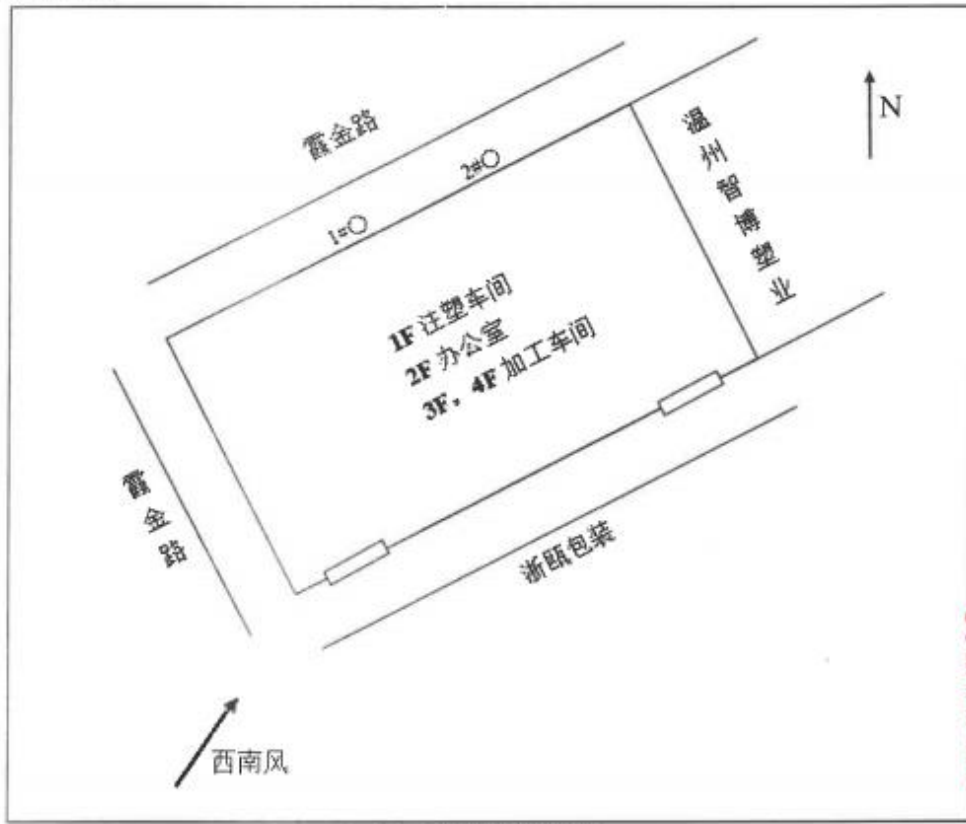 霞金路
N
温州智博塑业
2#
1#
1F 注塑车间
2F 办公室
3F，4F 加工车间
霞金路
浙瓯包装
西南风